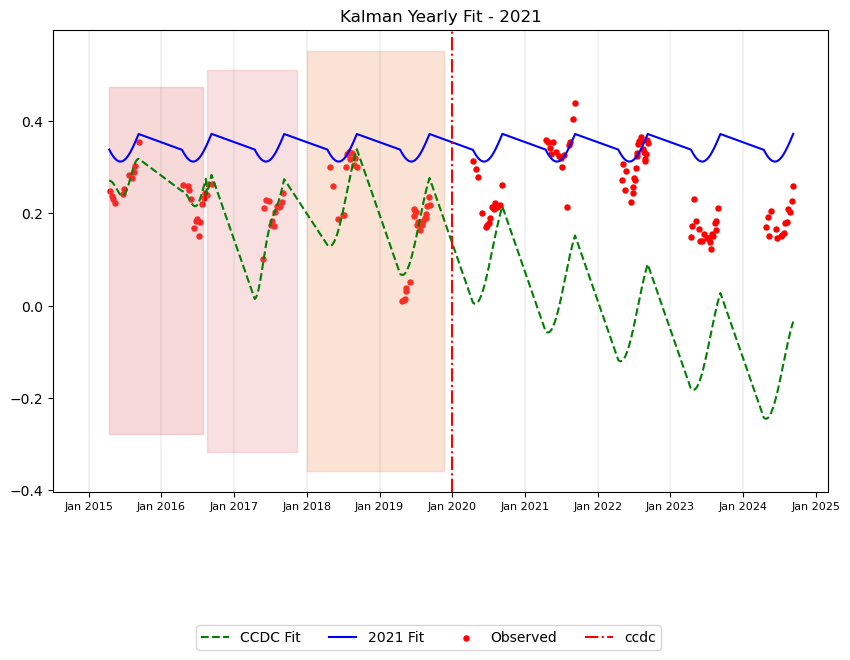 Kalman Yearly Fit - 2021
0.4
0.2
0.0
−0.2
−0.4
Jan 2015 Jan 2016 Jan 2017 Jan 2018 Jan 2019 Jan 2020 Jan 2021 Jan 2022 Jan 2023 Jan 2024 Jan 2025
CCDC Fit 2021 Fit Observed ccdc